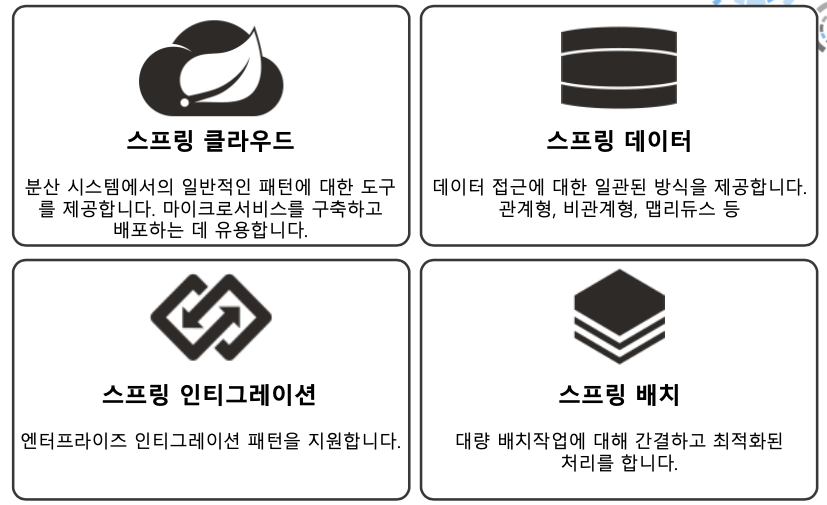 스프링 클라우드
분산 시스템에서의 일반적인 패턴에 대한 도구
를 제공합니다. 마이크로서비스를 구축하고
배포하는 데 유용합니다.
스프링 데이터
데이터 접근에 대한 일관된 방식을 제공합니다.
관계형, 비관계형, 맵리듀스 등
스프링 인티그레이션
엔터프라이즈 인티그레이션 패턴을 지원합니다.
스프링 배치
대량 배치작업에 대해 간결하고 최적화된
처리를 합니다.